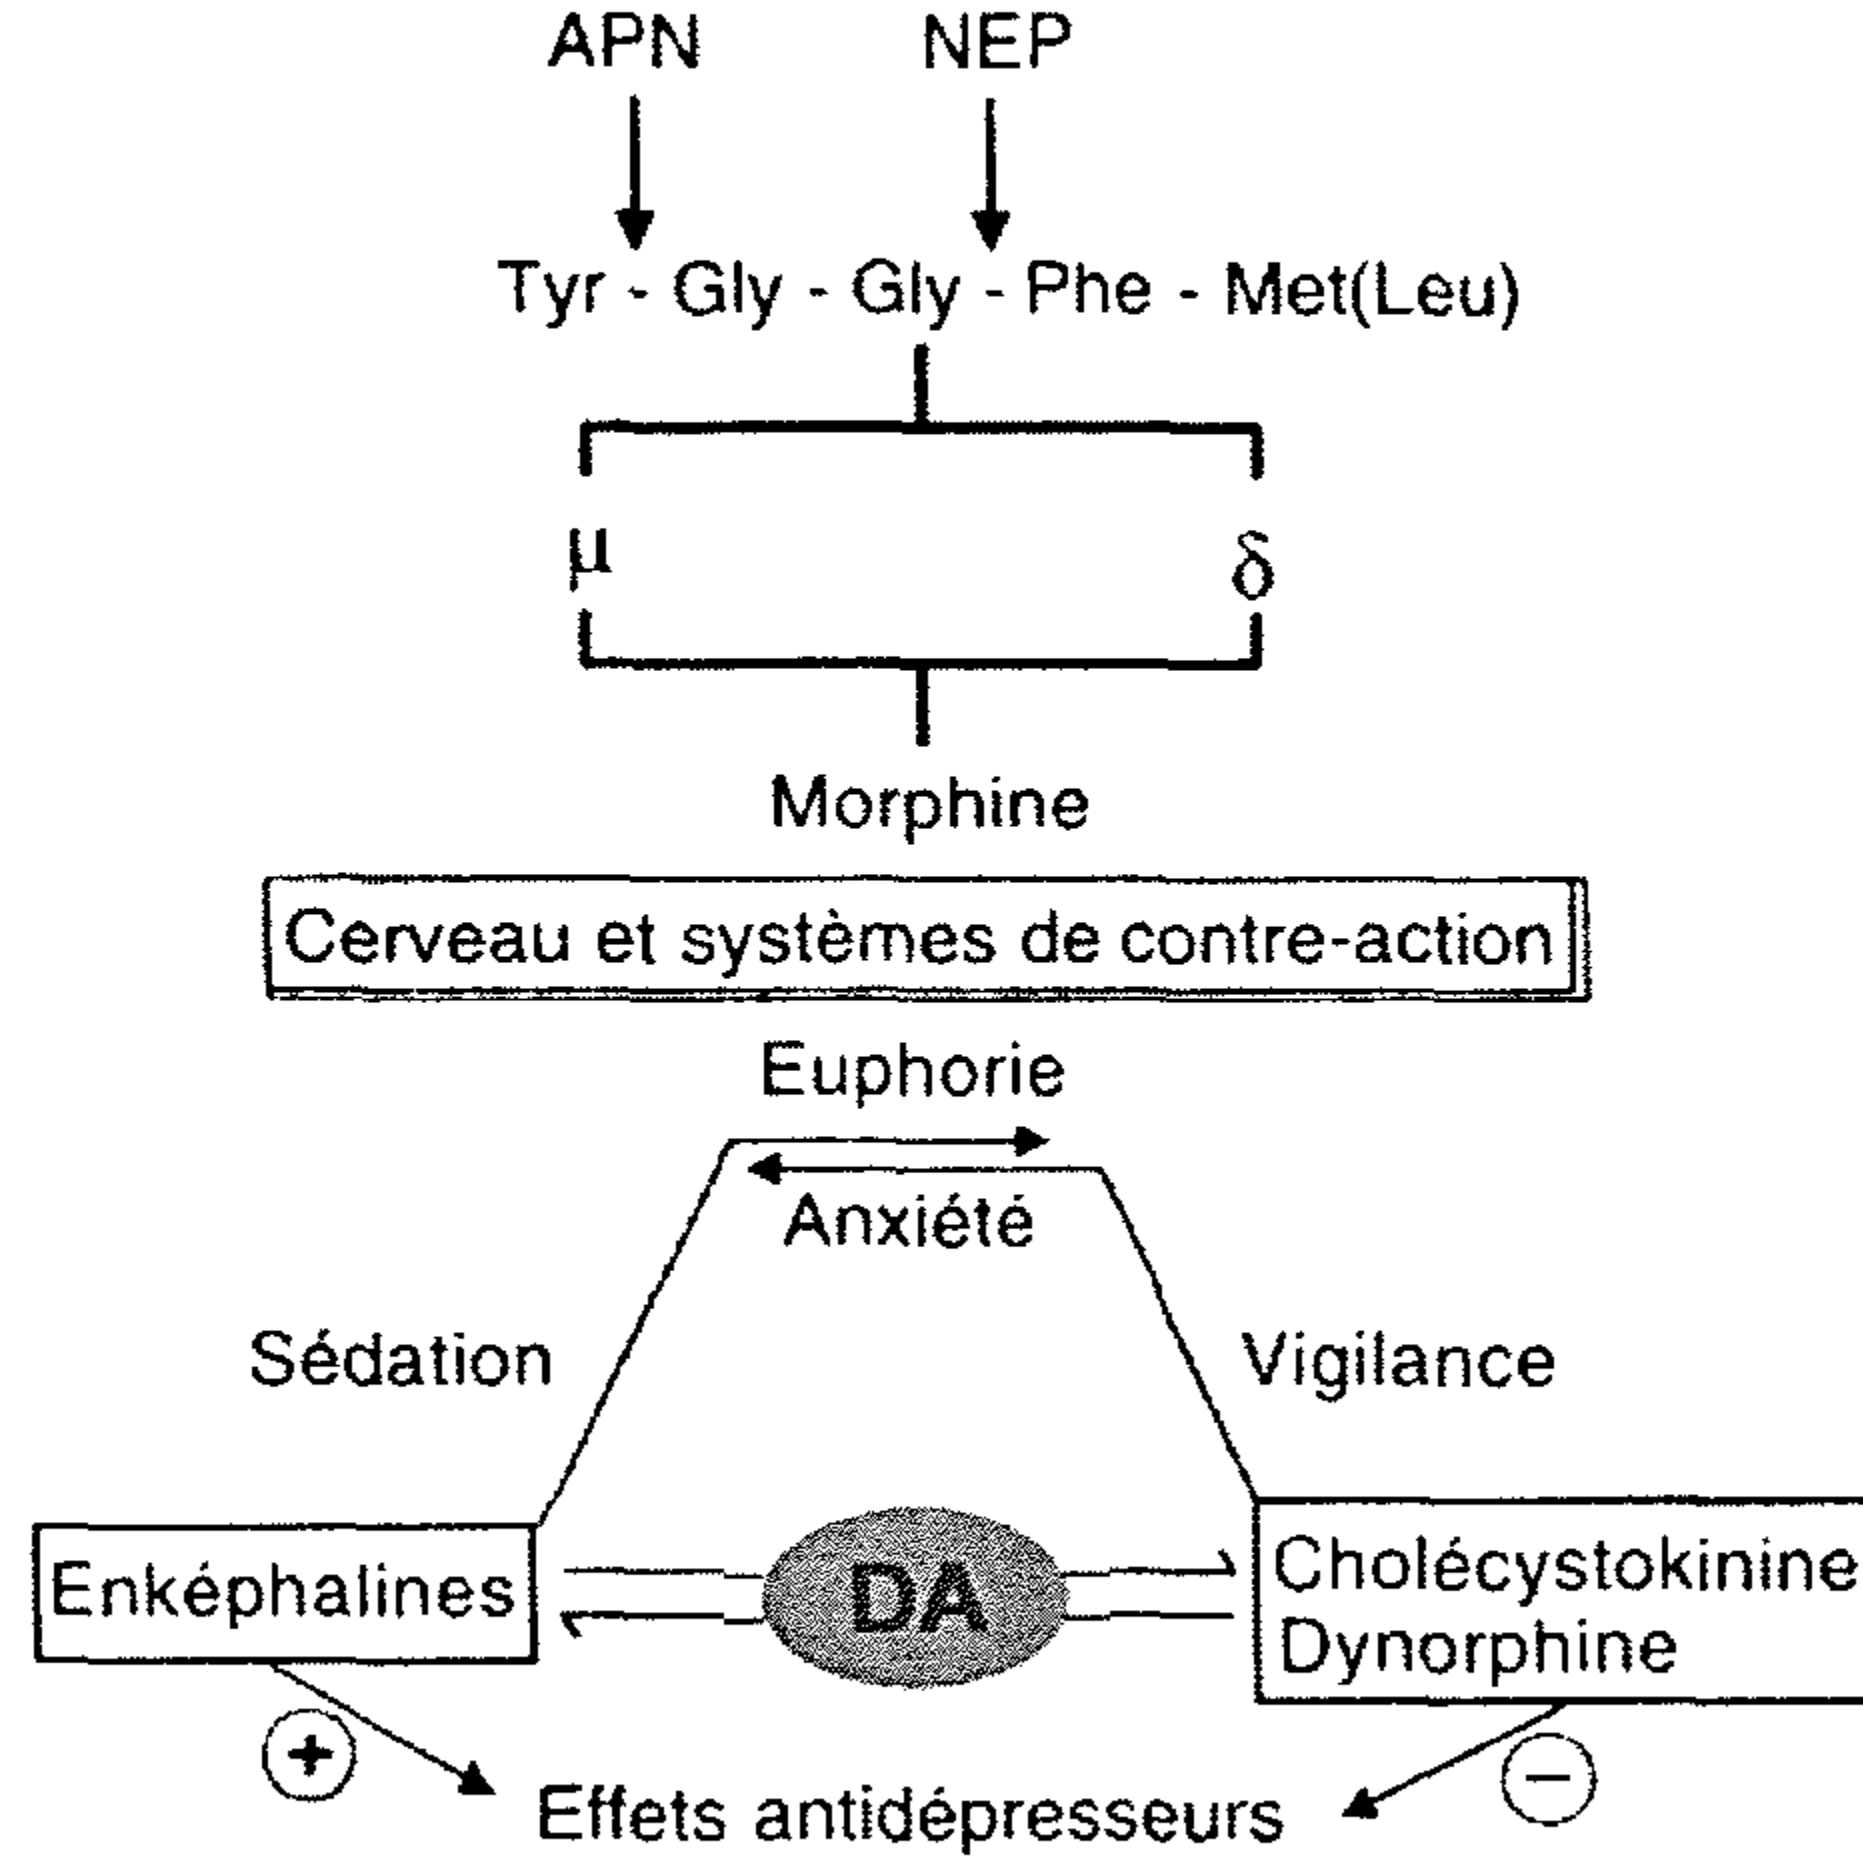 APN NEP
Tyr - Gly - Gly - Phe - Met(Leu)
μ δ
Morphine
Cerveau et systèmes de contre-action
Euphorie
Anxiété
Sédation Vigilance
Enképhalines DA Cholécystokinine
Dynorphine
+ −
Effets antidépresseurs